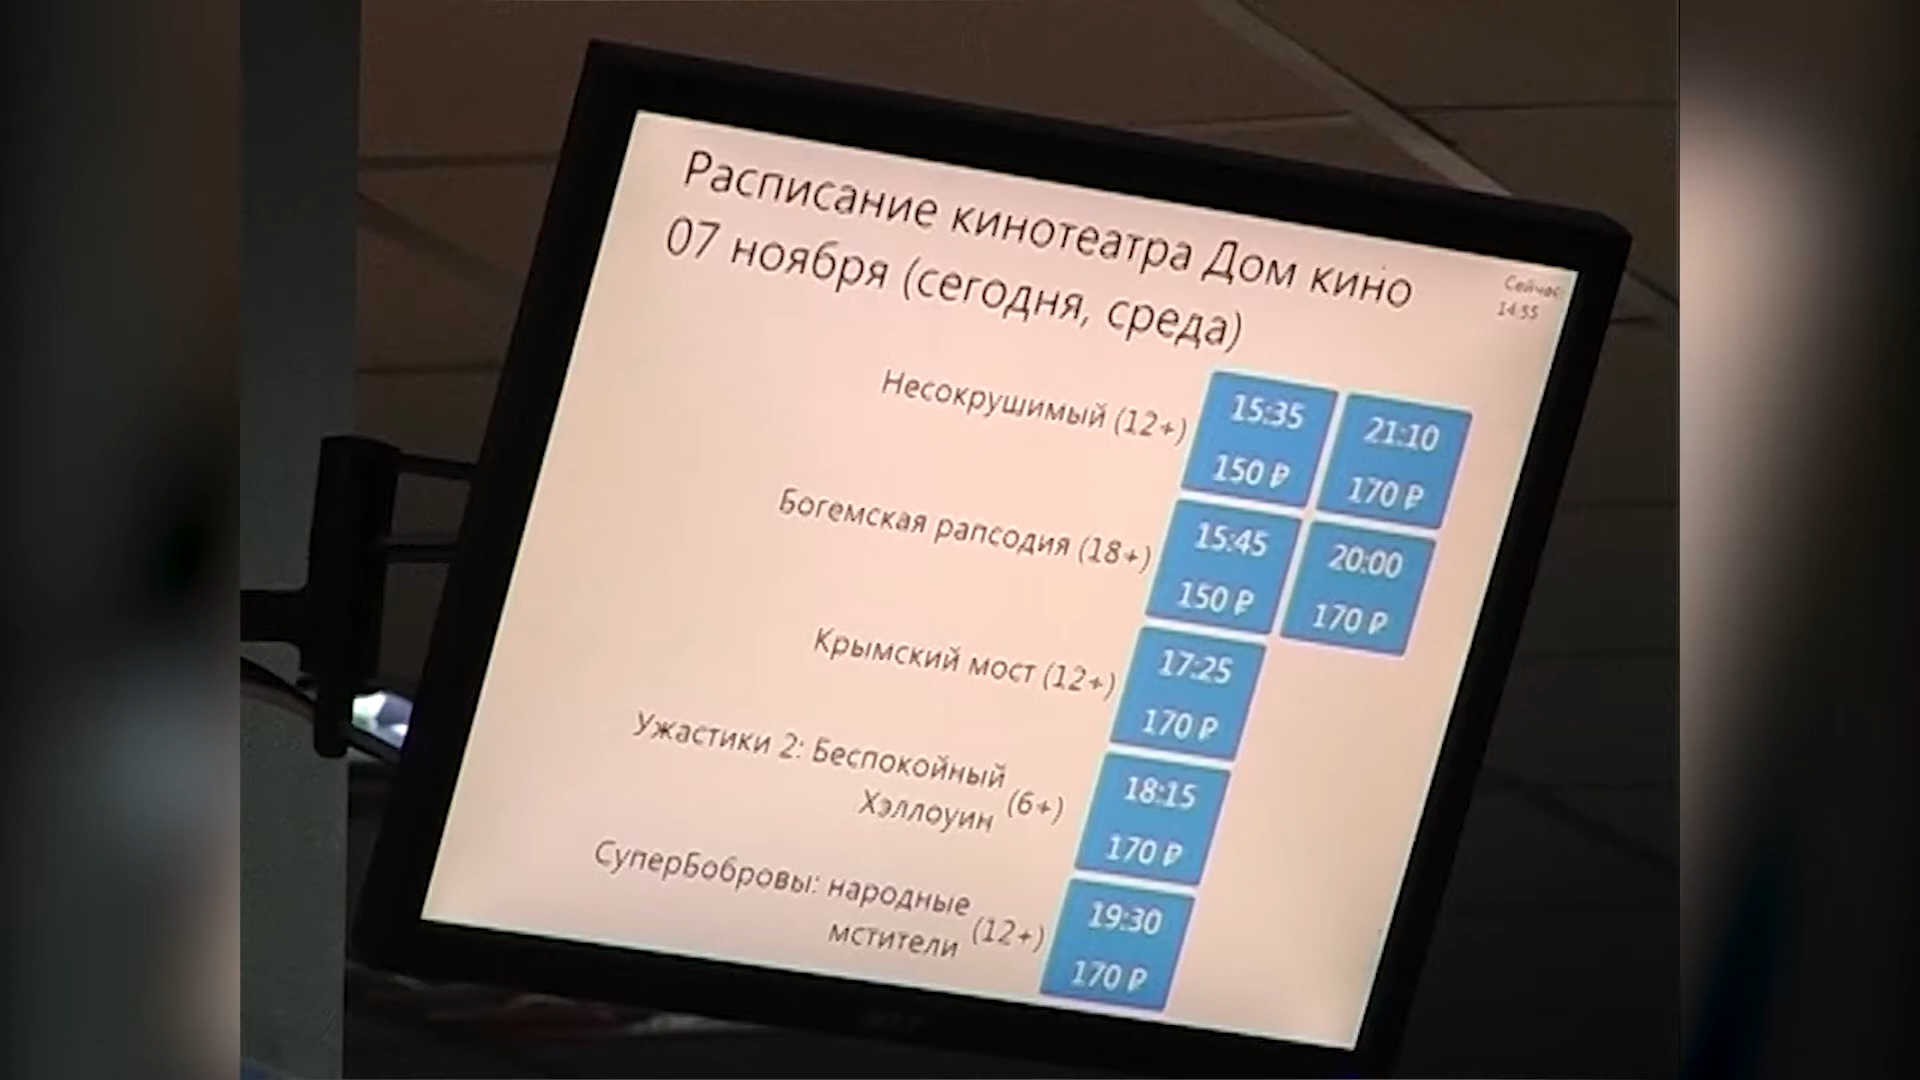 Расписание кинотеатра Дом кино
07 ноября (сегодня, среда)
Сейчас:
14:55
Несокрушимый (12+) 15:35 21:10
150 ₽ 170 ₽
Богемская рапсодия (18+) 15:45 20:00
150 ₽ 170 ₽
Крымский мост (12+) 17:25
170 ₽
Ужастики 2: Беспокойный
Хэллоуин (6+) 18:15
170 ₽
СуперБобровы: народные
мстители (12+) 19:30
170 ₽